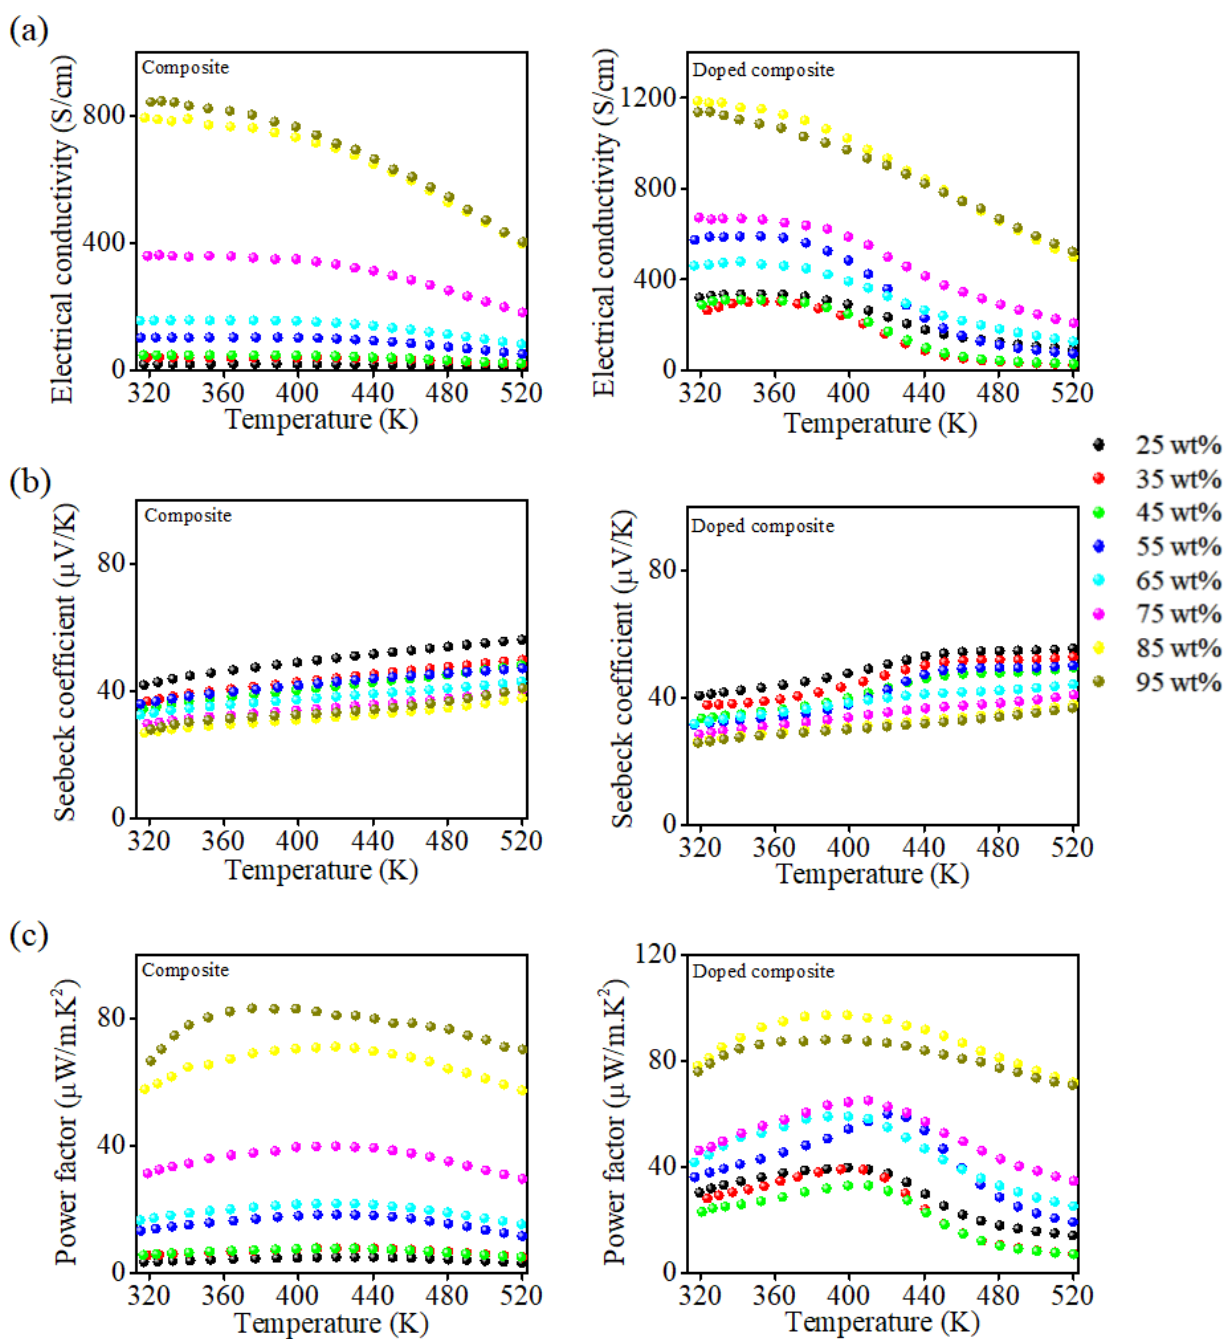 (a)
Composite
Electrical conductivity (S/cm)
800
400
0
320 360 400 440 480 520
Temperature (K)
Doped composite
Electrical conductivity (S/cm)
1200
800
400
0
320 360 400 440 480 520
Temperature (K)
25 wt%
35 wt%
45 wt%
55 wt%
65 wt%
75 wt%
85 wt%
95 wt%
(b)
Composite
Seebeck coefficient (μV/K)
80
40
0
320 360 400 440 480 520
Temperature (K)
Doped composite
Seebeck coefficient (μV/K)
80
40
0
320 360 400 440 480 520
Temperature (K)
(c)
Composite
Power factor (μW/m.K²)
80
40
0
320 360 400 440 480 520
Temperature (K)
Doped composite
Power factor (μW/m.K²)
120
80
40
0
320 360 400 440 480 520
Temperature (K)